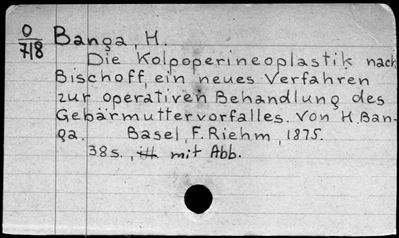 O
718
Banga, H.
Die Kolpoperineoplastik nach
Bischoff, ein neues Verfahren
zur operativen Behandlung des
Gebärmuttervorfalles. Von H. Ban-
ga. Basel, F. Riehm, 1875.
38 s., ill. mit Abb.